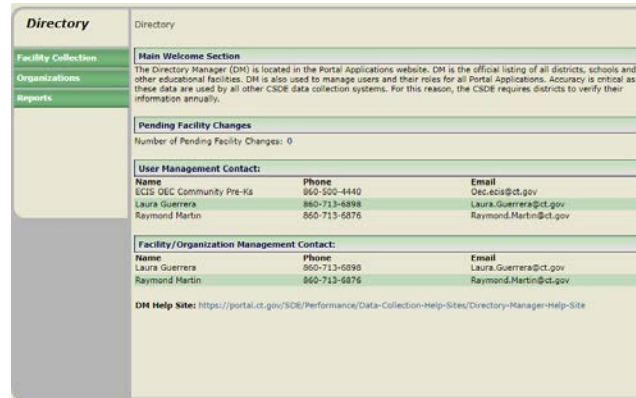 Directory
Directory
Facility Collection
Organizations
Reports
Main Welcome Section
The Directory Manager (DM) is located in the Portal Applications website. DM is the official listing of all districts, schools and
other educational facilities. DM is also used to manage users and their roles for all Portal Applications. Accuracy is critical as
these data are used by all other CSDE data collection systems. For this reason, the CSDE requires districts to verify their
information annually.
Pending Facility Changes
Number of Pending Facility Changes: 0
User Management Contact:
Name Phone Email
ECIS OEC Community Pre-Ks 860-500-4440 Oec.ecis@ct.gov
Laura Guerrera 860-713-6898 Laura.Guerrera@ct.gov
Raymond Martin 860-713-6876 Raymond.Martin@ct.gov
Facility/Organization Management Contact:
Name Phone Email
Laura Guerrera 860-713-6898 Laura.Guerrera@ct.gov
Raymond Martin 860-713-6876 Raymond.Martin@ct.gov
DM Help Site: https://portal.ct.gov/SDE/Performance/Data-Collection-Help-Sites/Directory-Manager-Help-Site